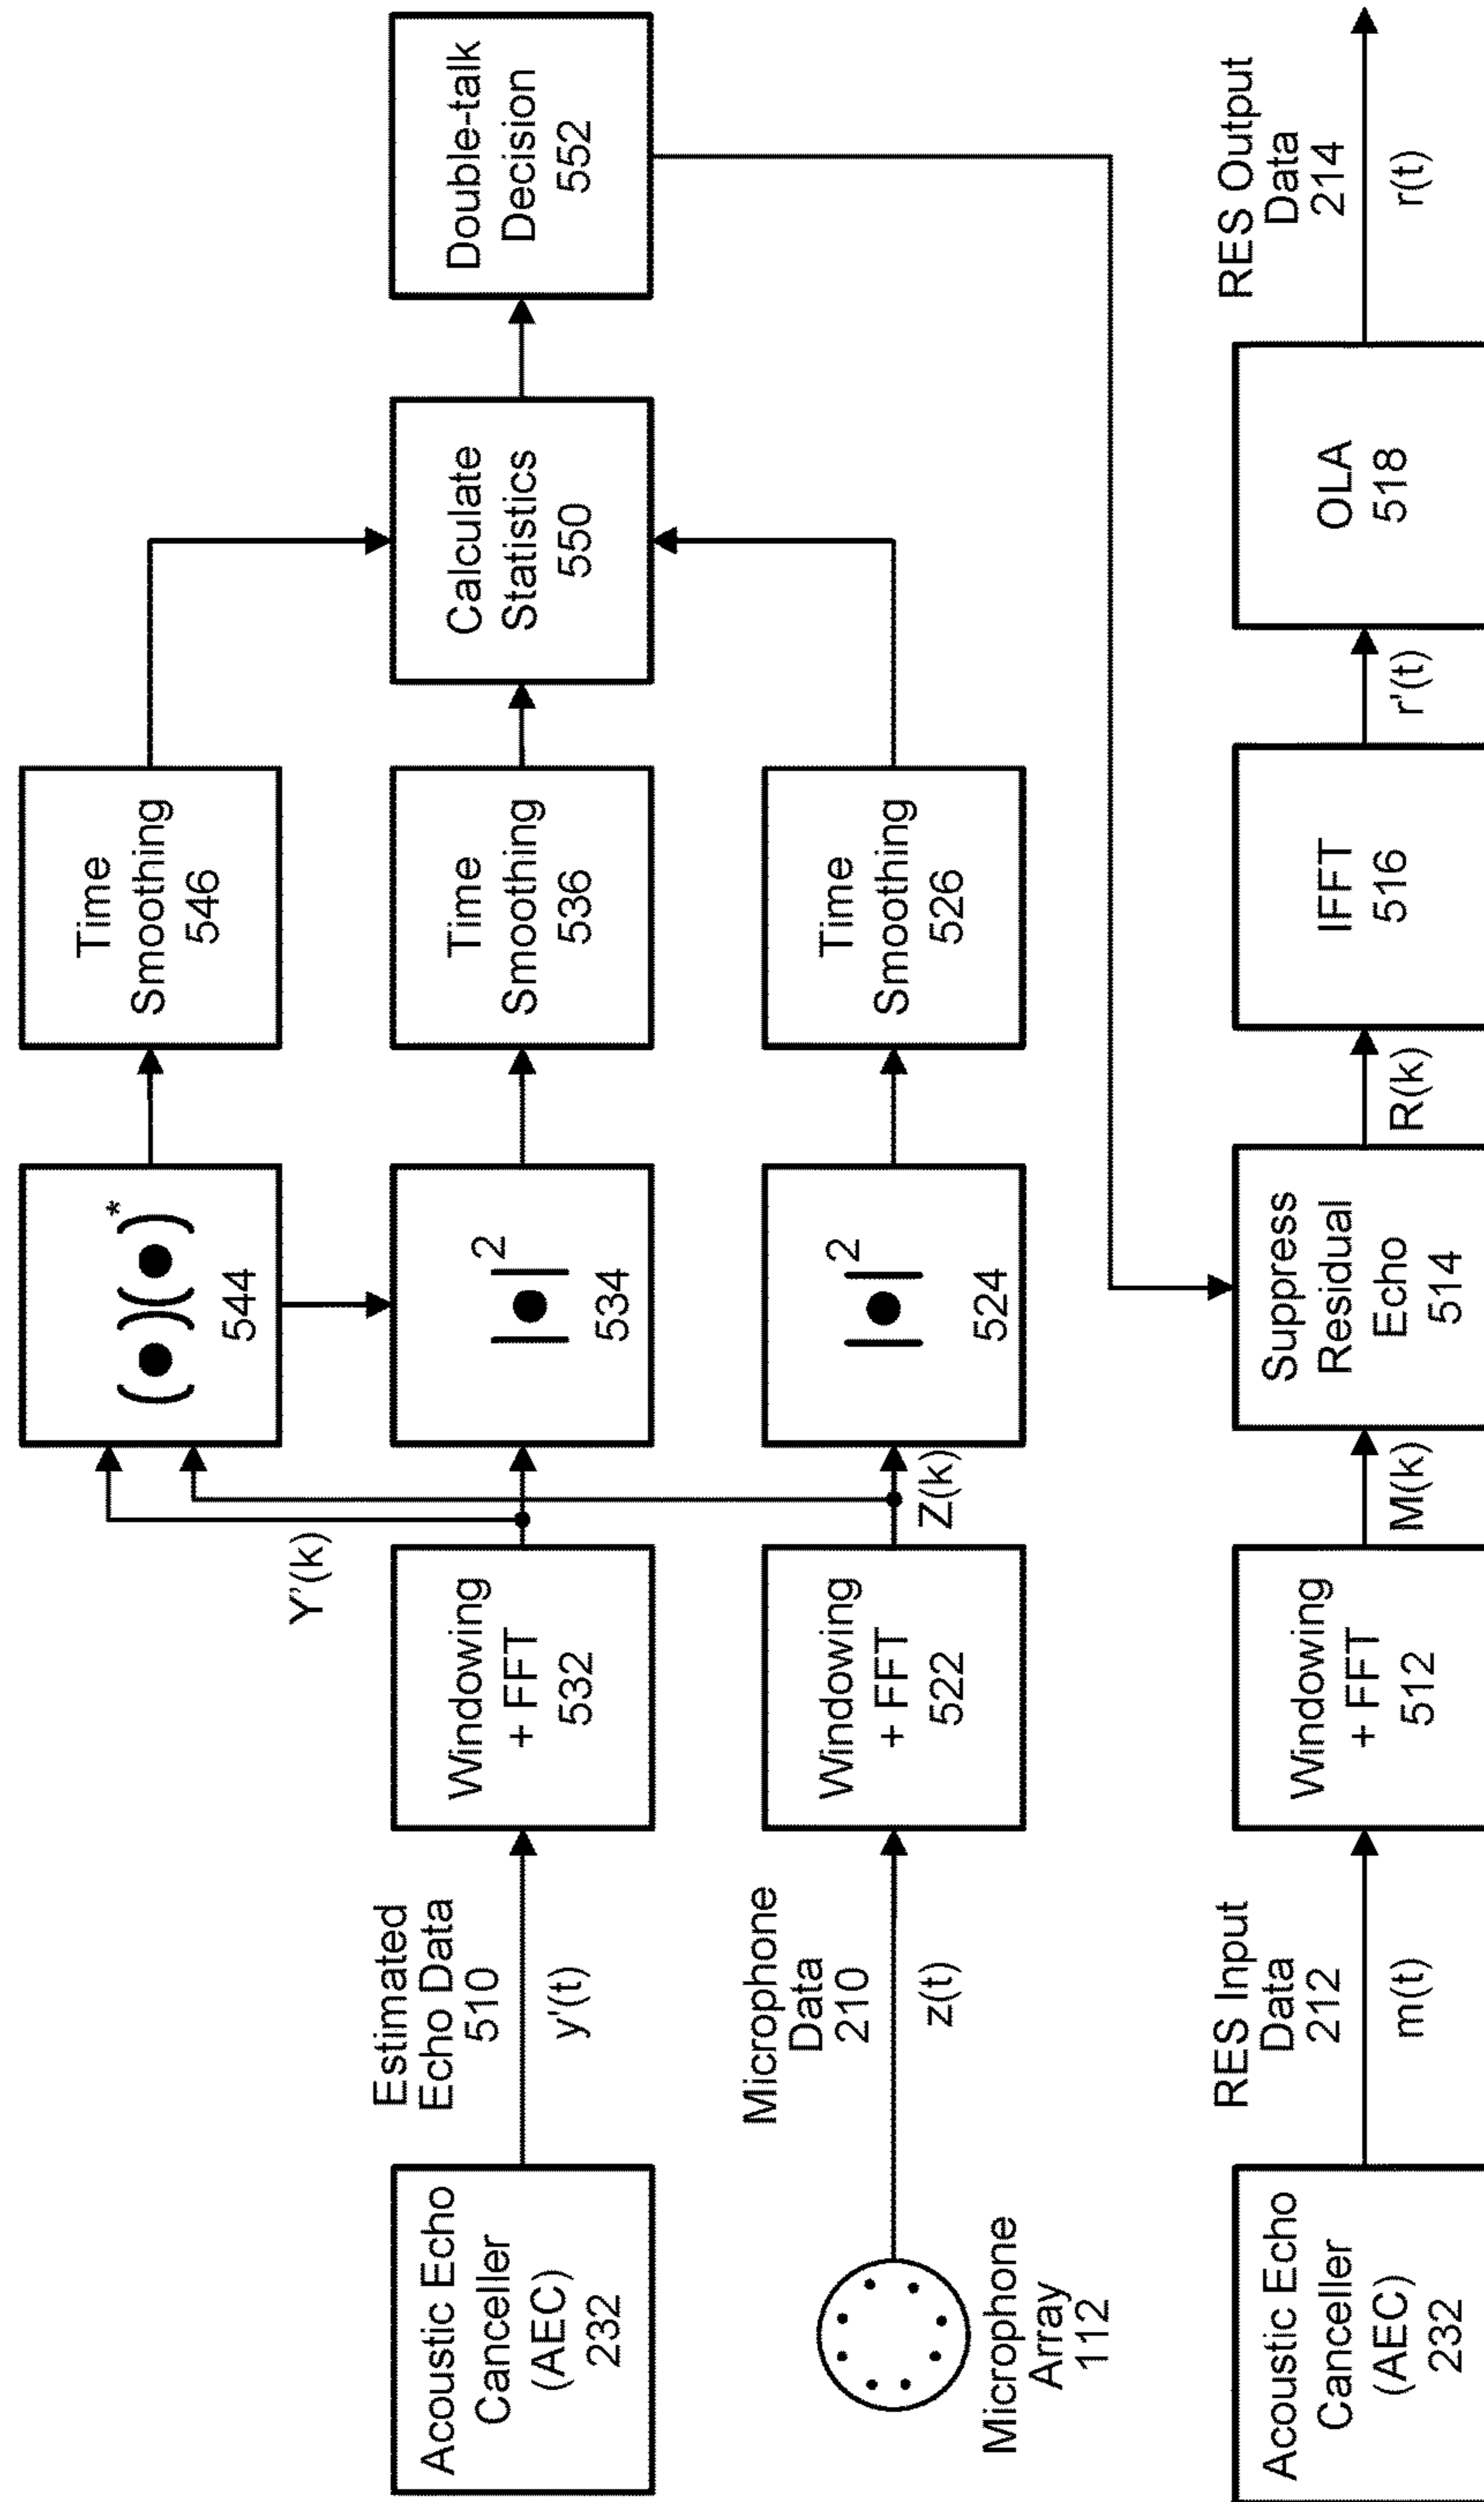 Acoustic Echo
Canceller
(AEC)
232
Estimated
Echo Data
510
y'(t)
Windowing
+ FFT
532
Y'(k)
(●)(●)*
544
Time
Smoothing
546
|●|2
534
Time
Smoothing
536
Calculate
Statistics
550
Double-talk
Decision
552
Microphone
Array
112
Microphone
Data
210
z(t)
Windowing
+ FFT
522
Z(k)
|●|2
524
Time
Smoothing
526
Acoustic Echo
Canceller
(AEC)
232
RES Input
Data
212
m(t)
Windowing
+ FFT
512
M(k)
Suppress
Residual
Echo
514
R(k)
IFFT
516
r'(t)
OLA
518
RES Output
Data
214
r(t)